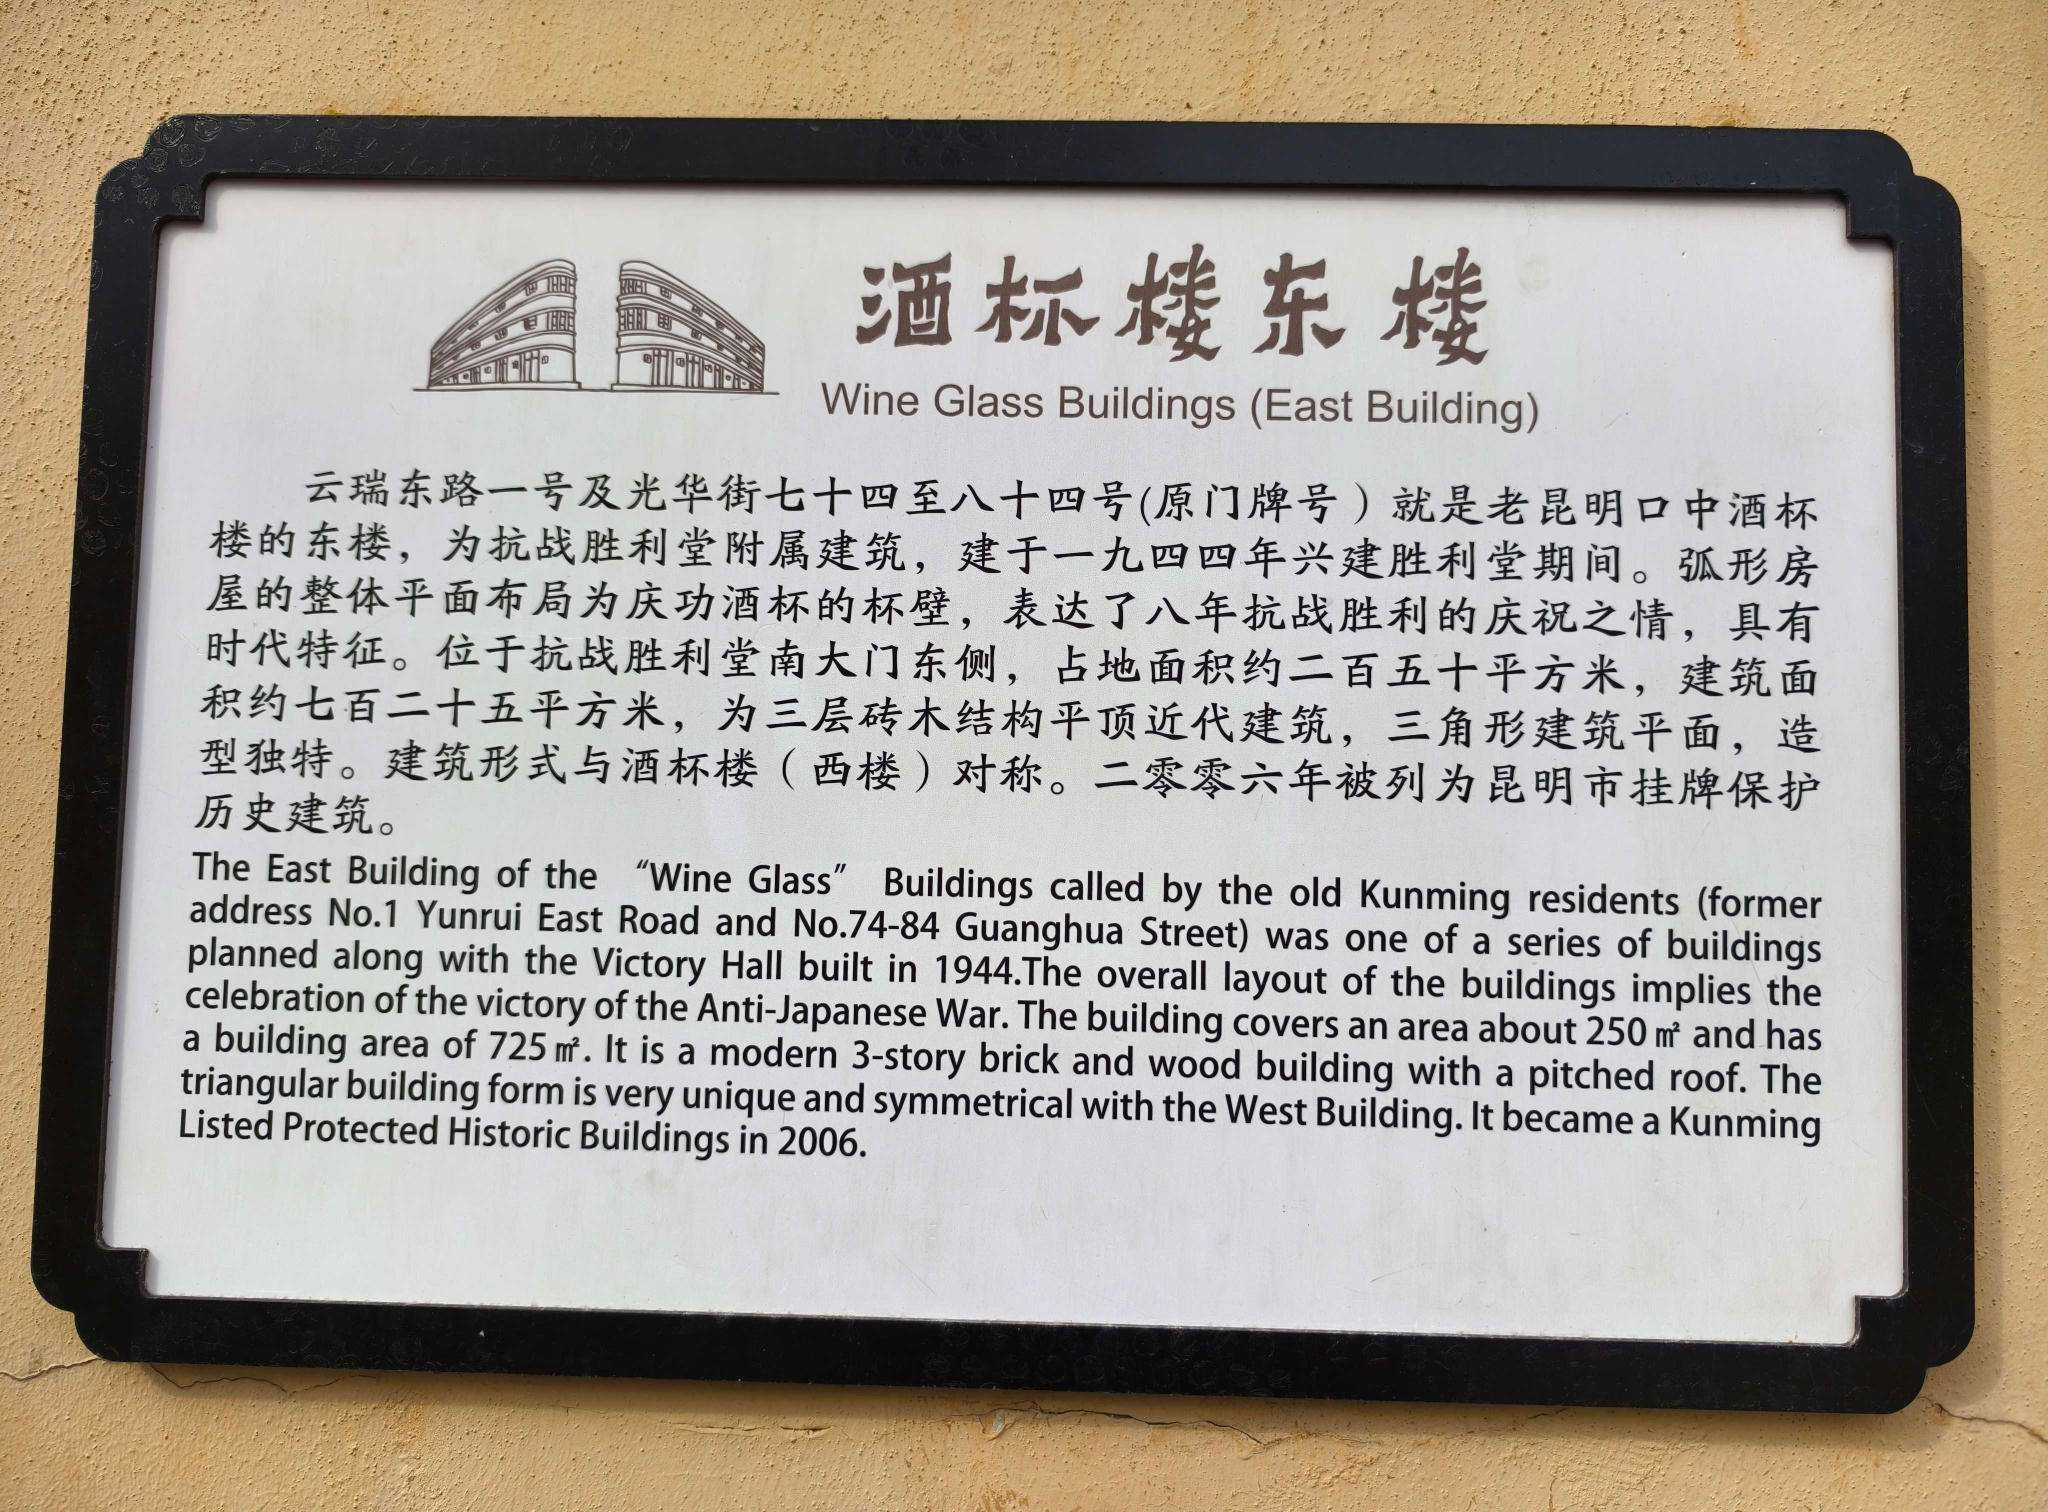 酒杯楼东楼
Wine Glass Buildings (East Building)
云瑞东路一号及光华街七十四至八十四号(原门牌号）就是老昆明口中酒杯
楼的东楼，为抗战胜利堂附属建筑，建于一九四四年兴建胜利堂期间。弧形房
屋的整体平面布局为庆功酒杯的杯壁，表达了八年抗战胜利的庆祝之情，具有
时代特征。位于抗战胜利堂南大门东侧，占地面积约二百五十平方米，建筑面
积约七百二十五平方米，为三层砖木结构平顶近代建筑，三角形建筑平面，造
型独特。建筑形式与酒杯楼（西楼）对称。二零零六年被列为昆明市挂牌保护
历史建筑。
The East Building of the “Wine Glass” Buildings called by the old Kunming residents (former
address No.1 Yunrui East Road and No.74-84 Guanghua Street) was one of a series of buildings
planned along with the Victory Hall built in 1944.The overall layout of the buildings implies the
celebration of the victory of the Anti-Japanese War. The building covers an area about 250㎡ and has
a building area of 725㎡. It is a modern 3-story brick and wood building with a pitched roof. The
triangular building form is very unique and symmetrical with the West Building. It became a Kunming
Listed Protected Historic Buildings in 2006.